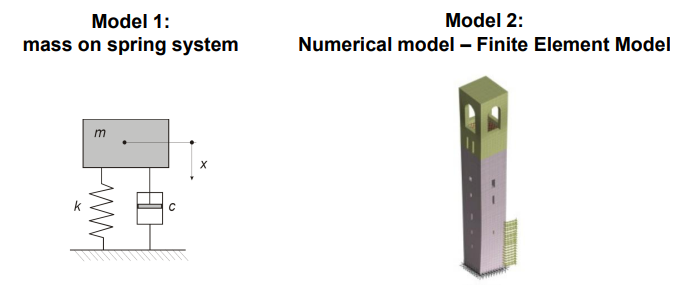 Model 1:
mass on spring system
Model 2:
Numerical model – Finite Element Model
m
x
k
c